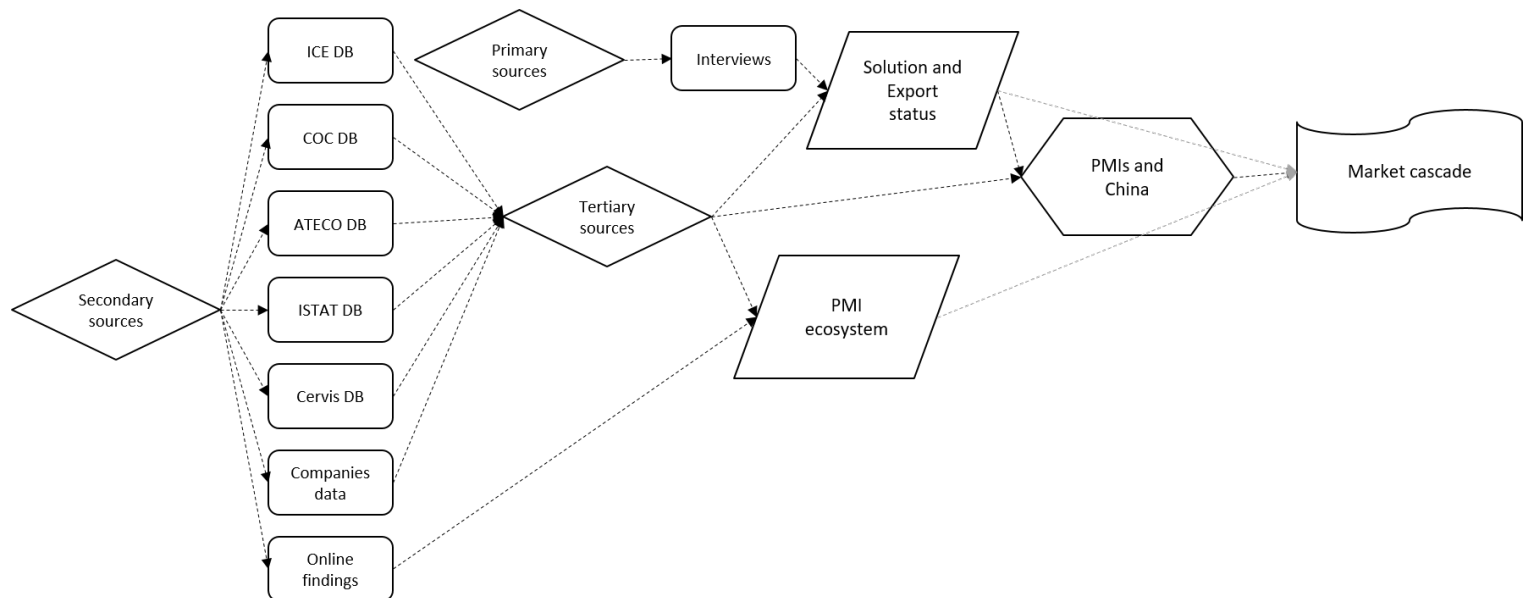 ICE DB
Primary
sources
Interviews
Solution and
Export
status
COC DB
PMIs and
China
Market cascade
ATECO DB
Tertiary
sources
Secondary
sources
ISTAT DB
PMI
ecosystem
Cervis DB
Companies
data
Online
findings